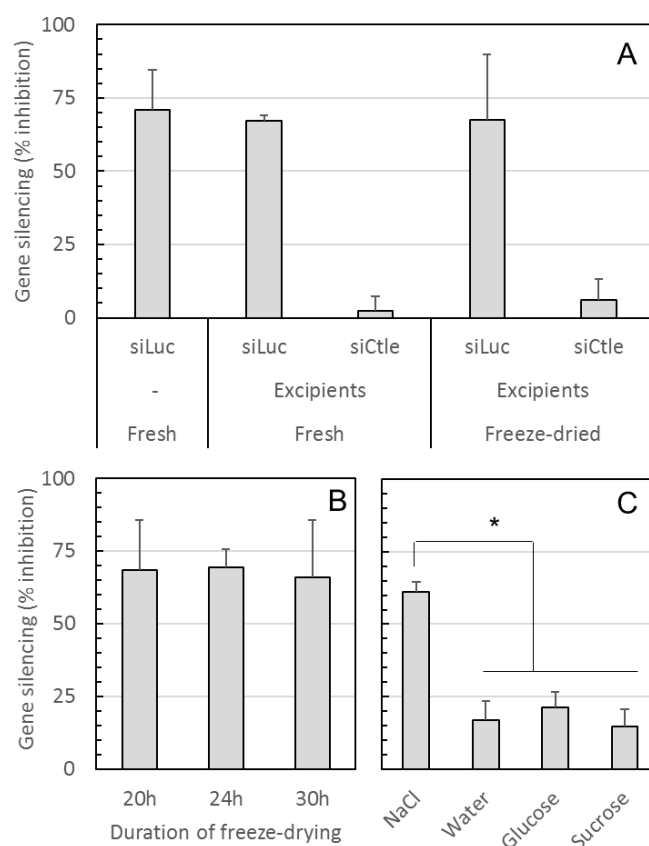 100
A
75
50
25
0
Gene silencing (% inhibition)
siLuc siLuc siCtle siLuc siCtle
- Excipients Excipients
Fresh Fresh Freeze-dried
100
B C
75
*
50
25
0
Gene silencing (% inhibition)
20h 24h 30h
NaCl Water Glucose Sucrose
Duration of freeze-drying